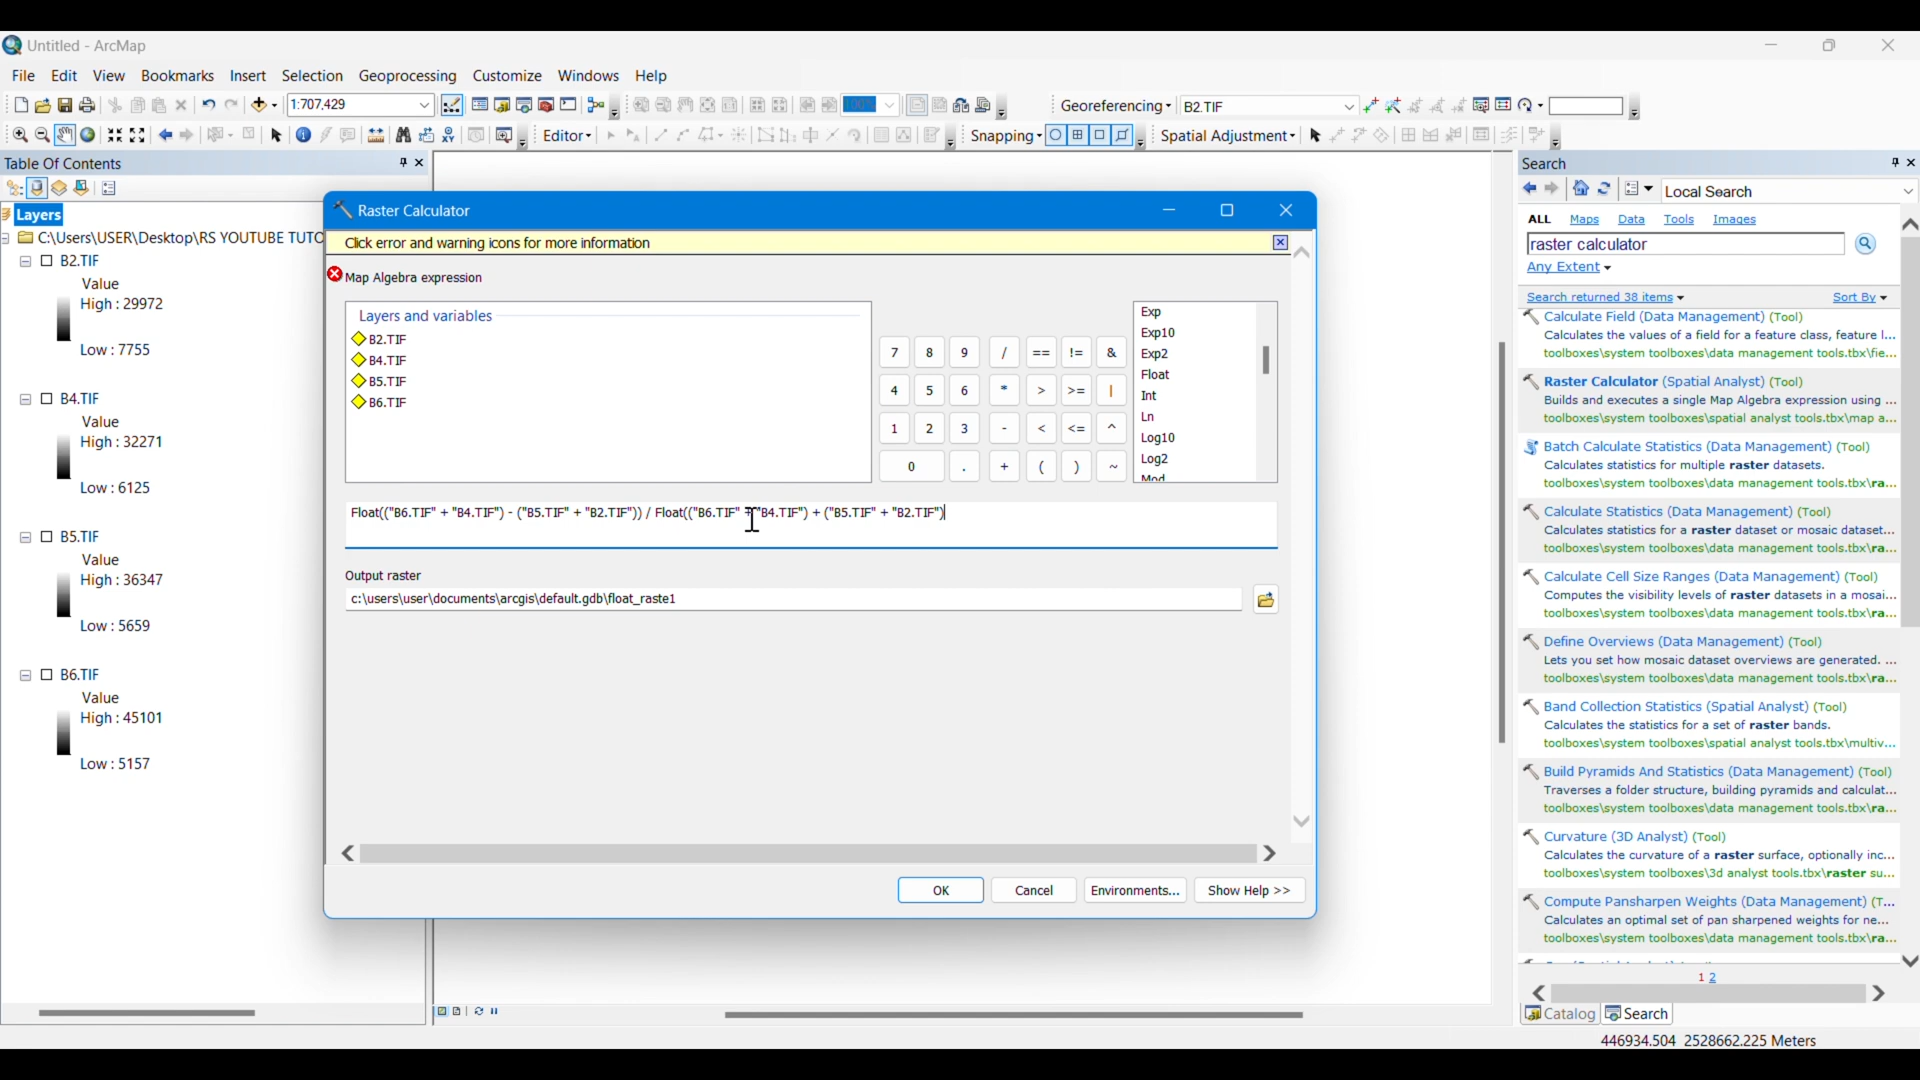 Untitled - ArcMap
File Edit View Bookmarks Insert Selection Geoprocessing Customize Windows Help
1:707,429 100% Georeferencing B2.TIF
Editor Snapping Spatial Adjustment
Table Of Contents
Layers
C:\Users\USER\Desktop\RS YOUTUBE TUTO
B2.TIF
Value
High : 29972
Low : 7755
B4.TIF
Value
High : 32271
Low : 6125
B5.TIF
Value
High : 36347
Low : 5659
B6.TIF
Value
High : 45101
Low : 5157
Raster Calculator
Click error and warning icons for more information
Map Algebra expression
Layers and variables
B2.TIF
B4.TIF
B5.TIF
B6.TIF
7 8 9 / == != &
4 5 6 * > >= |
1 2 3 - < <= ^
0 . + ( ) ~
Exp
Exp10
Exp2
Float
Int
Ln
Log10
Log2
Mod
Float(("B6.TIF" + "B4.TIF") - ("B5.TIF" + "B2.TIF")) / Float(("B6.TIF" + "B4.TIF") + ("B5.TIF" + "B2.TIF")
Output raster
c:\users\user\documents\arcgis\default.gdb\float_raste1
OK Cancel Environments... Show Help >>
Search
Local Search
ALL Maps Data Tools Images
raster calculator
Any Extent
Search returned 38 items Sort By
Calculate Field (Data Management) (Tool)
Calculates the values of a field for a feature class, feature l...
toolboxes\system toolboxes\data management tools.tbx\fie...
Raster Calculator (Spatial Analyst) (Tool)
Builds and executes a single Map Algebra expression using ...
toolboxes\system toolboxes\spatial analyst tools.tbx\map a...
Batch Calculate Statistics (Data Management) (Tool)
Calculates statistics for multiple raster datasets.
toolboxes\system toolboxes\data management tools.tbx\ra...
Calculate Statistics (Data Management) (Tool)
Calculates statistics for a raster dataset or mosaic dataset...
toolboxes\system toolboxes\data management tools.tbx\ra...
Calculate Cell Size Ranges (Data Management) (Tool)
Computes the visibility levels of raster datasets in a mosai...
toolboxes\system toolboxes\data management tools.tbx\ra...
Define Overviews (Data Management) (Tool)
Lets you set how mosaic dataset overviews are generated. ...
toolboxes\system toolboxes\data management tools.tbx\ra...
Band Collection Statistics (Spatial Analyst) (Tool)
Calculates the statistics for a set of raster bands.
toolboxes\system toolboxes\spatial analyst tools.tbx\multiv...
Build Pyramids And Statistics (Data Management) (Tool)
Traverses a folder structure, building pyramids and calculat...
toolboxes\system toolboxes\data management tools.tbx\ra...
Curvature (3D Analyst) (Tool)
Calculates the curvature of a raster surface, optionally inc...
toolboxes\system toolboxes\3d analyst tools.tbx\raster su...
Compute Pansharpen Weights (Data Management) (T...
Calculates an optimal set of pan sharpened weights for ne...
toolboxes\system toolboxes\data management tools.tbx\ra...
1 2
Catalog Search
446934.504 2528662.225 Meters